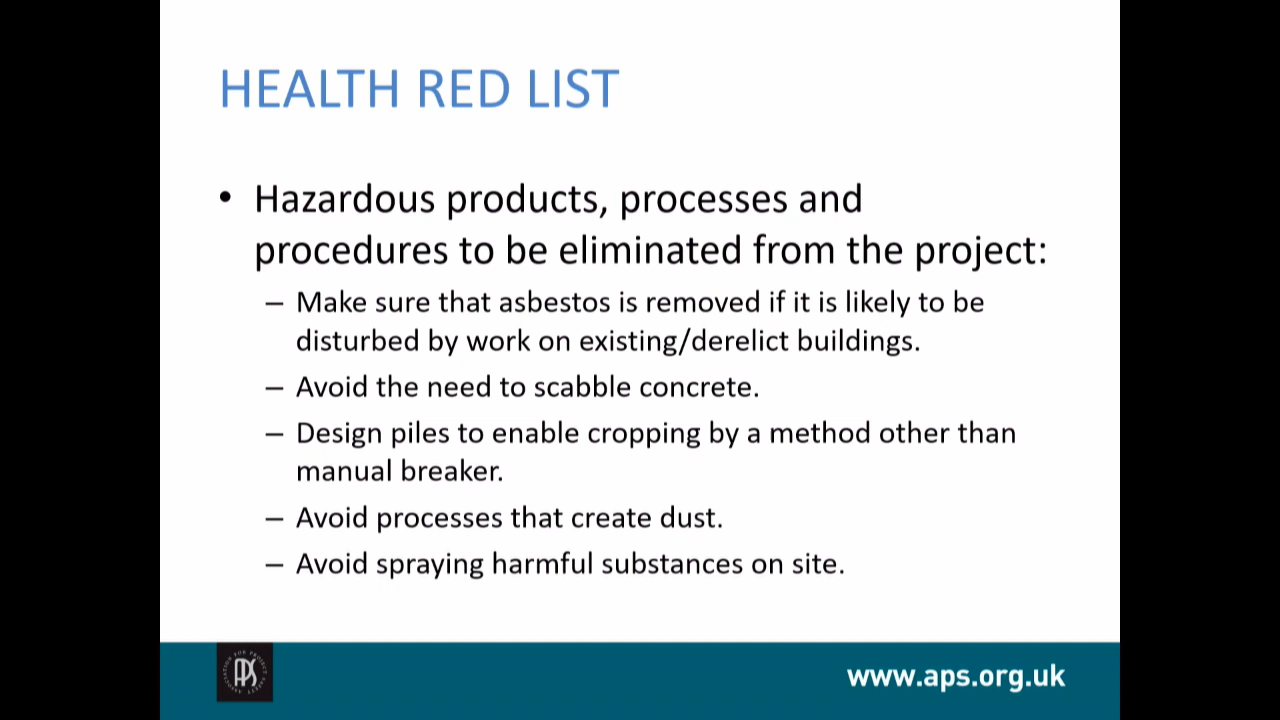 HEALTH RED LIST
• Hazardous products, processes and
procedures to be eliminated from the project:
– Make sure that asbestos is removed if it is likely to be
disturbed by work on existing/derelict buildings.
– Avoid the need to scabble concrete.
– Design piles to enable cropping by a method other than
manual breaker.
– Avoid processes that create dust.
– Avoid spraying harmful substances on site.
APS
www.aps.org.uk